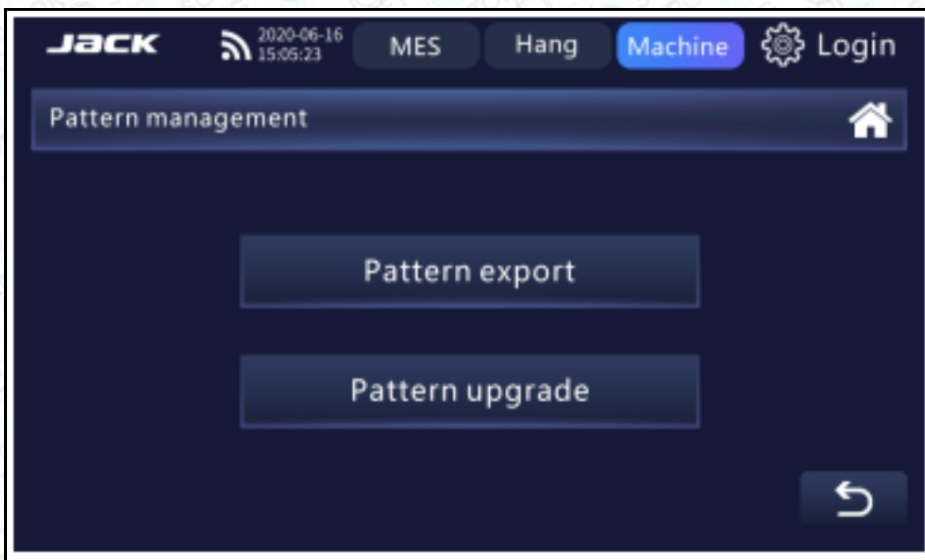 JACK 2020-06-16 MES Hang Machine Login
15:05:23
Pattern management
Pattern export
Pattern upgrade